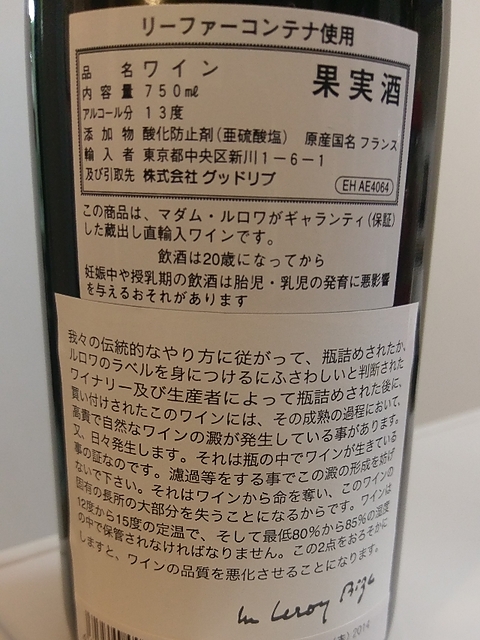 リーファーコンテナ使用
品名 ワイン
果実酒
内容量 750㎖
アルコール分 13度
添加物 酸化防止剤(亜硫酸塩) 原産国名 フランス
輸入者 東京都中央区新川1-6-1
及び引取先 株式会社 グッドリブ
EH AE4064
この商品は、マダム・ルロワがギャランティ(保証)
した蔵出し直輸入ワインです。
飲酒は20歳になってから
妊娠中や授乳期の飲酒は胎児・乳児の発育に悪影響
を与えるおそれがあります
我々の伝統的なやり方に従がって、瓶詰めされたか、
ルロワのラベルを身につけるにふさわしいと判断された
ワイナリー及び生産者によって瓶詰めされた後に、
買い付けされたこのワインには、その成熟の過程において、
高貴で自然なワインの澱が発生している事があります。
又、日々発生します。それは瓶の中でワインが生きている
事の証なのです。濾過等をする事でこの澱の形成を妨げ
ないで下さい。それはワインから命を奪い、このワインの
固有の長所の大部分を失うことになるからです。ワインは
12度から15度の定温で、そして最低80%から85%の湿度
の中で保管されなければなりません。この2点をおろそかに
しますと、ワインの品質を悪化させることになります。
Leroy Bize
2014